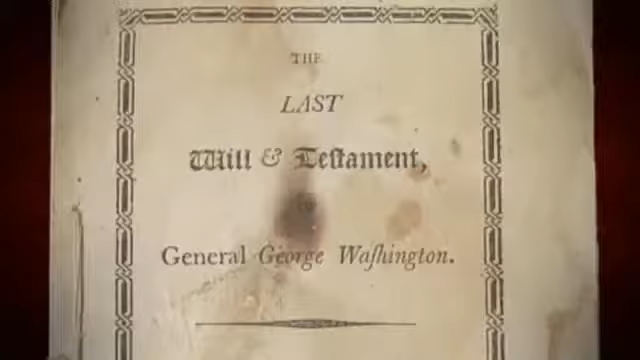 THE
LAST
Will & Teſtament,
General George Waſhington.